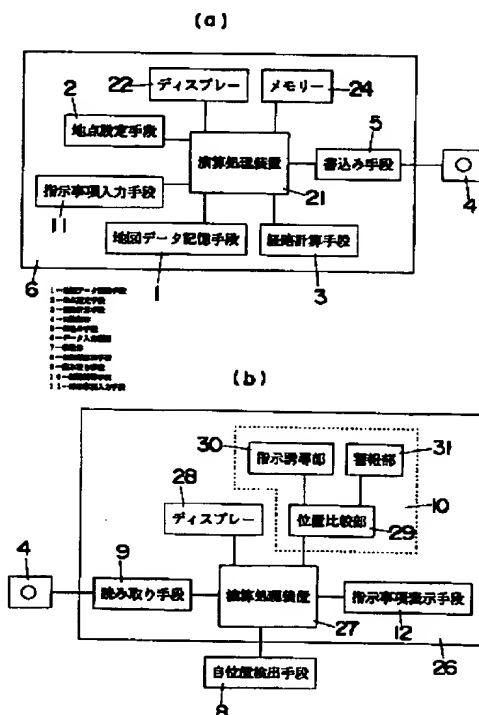 (a)
22
ディスプレー
メモリー
24
2
地点設定手段
5
演算処理装置
書込み手段
4
指示事項入力手段
11
21
地図データ記憶手段
経路計算手段
6
1
3
(b)
30
指示誘導部
警報部
31
28
ディスプレー
位置比較部
29
10
4
9
読み取り手段
演算処理装置
指示事項表示手段
27
12
26
自位置検出手段
8